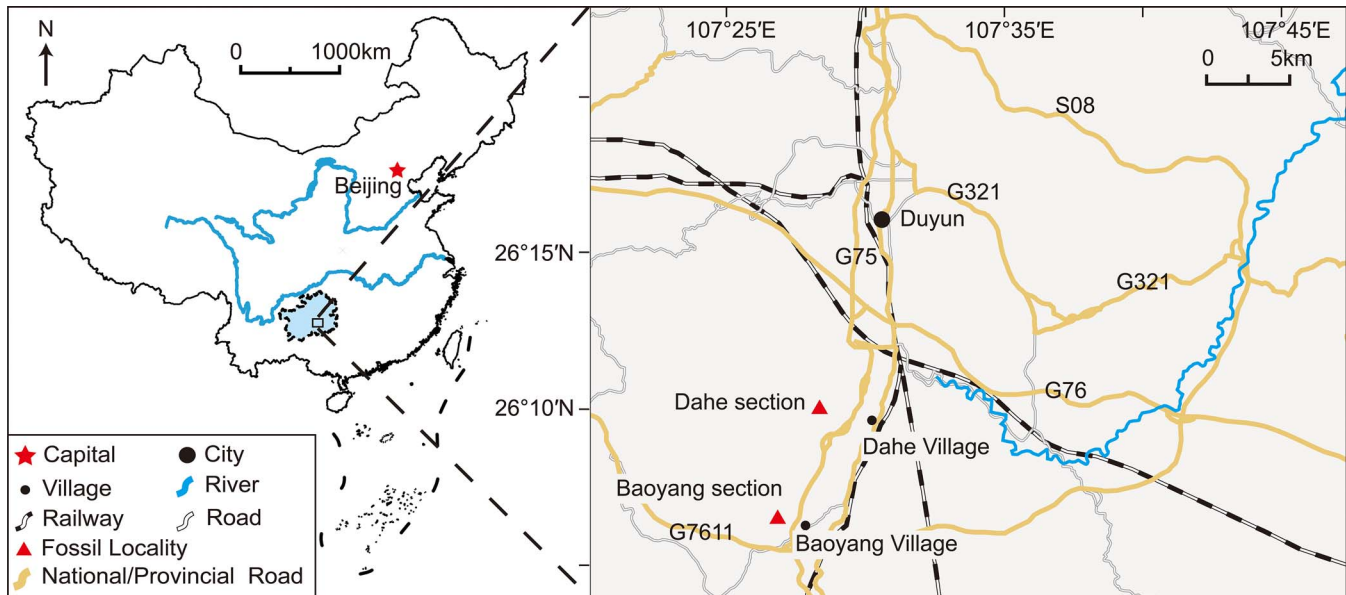 N
0 1000km
Beijing
Capital
City
Village
River
Railway
Road
Fossil Locality
National/Provincial Road
107°25′E
107°35′E
107°45′E
0 5km
S08
G321
Duyun
26°15′N
G75
G321
G76
Dahe section
26°10′N
Dahe Village
Baoyang section
G7611
Baoyang Village